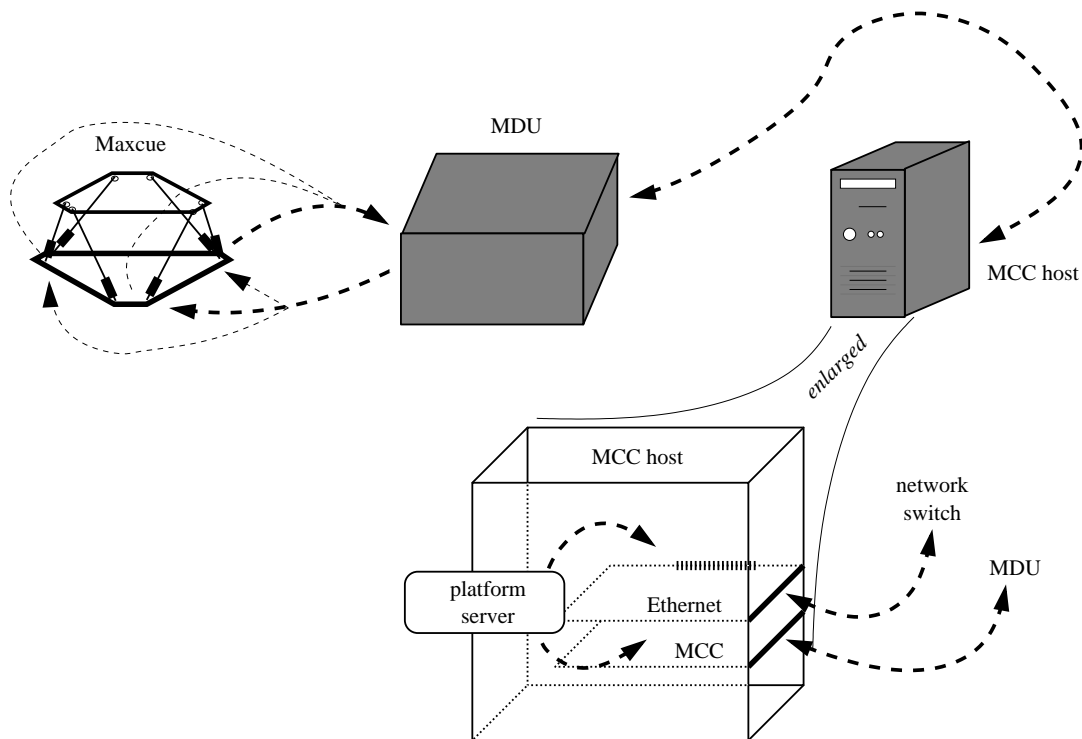 MDU
Maxcue
MCC host
enlarged
MCC host
network
switch
MDU
platform
server
Ethernet
MCC